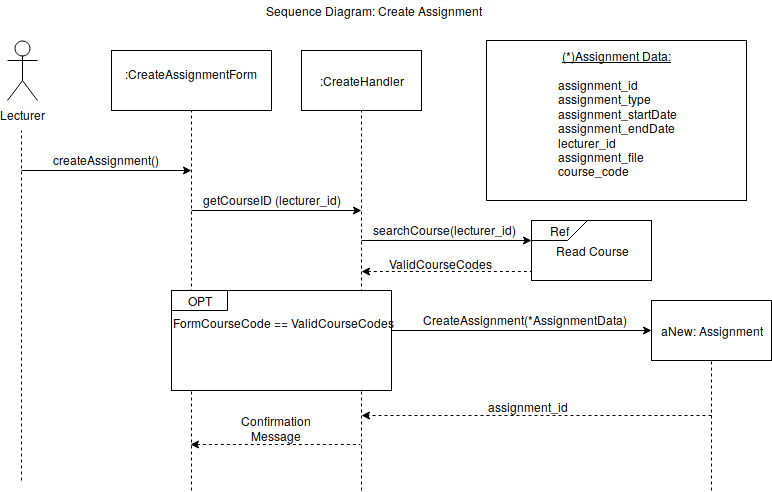 Sequence Diagram: Create Assignment
Lecturer
:CreateAssignmentForm
:CreateHandler
(*)Assignment Data:
assignment_id
assignment_type
assignment_startDate
assignment_endDate
lecturer_id
assignment_file
course_code
createAssignment()
getCourseID (lecturer_id)
searchCourse(lecturer_id)
Ref
Read Course
ValidCourseCodes
OPT
FormCourseCode == ValidCourseCodes
CreateAssignment(*AssignmentData)
aNew: Assignment
assignment_id
Confirmation
Message